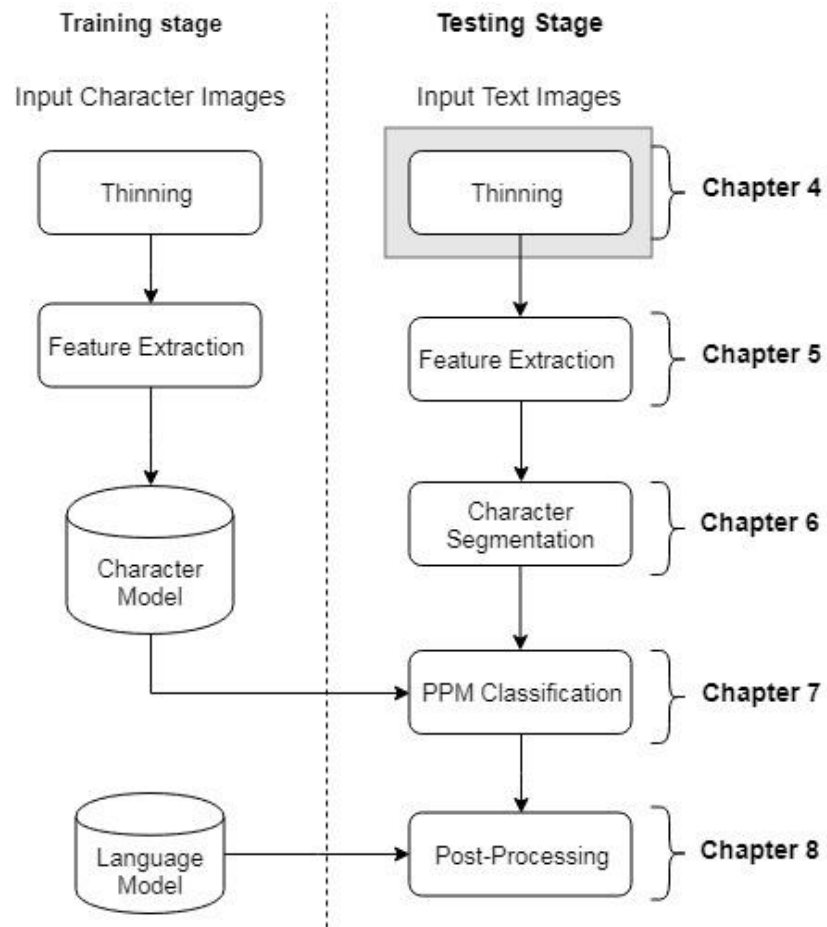 Training stage
Input Character Images
Thinning
Feature Extraction
Character
Model
Language
Model
Testing Stage
Input Text Images
Thinning
Chapter 4
Feature Extraction
Chapter 5
Character
Segmentation
Chapter 6
PPM Classification
Chapter 7
Post-Processing
Chapter 8